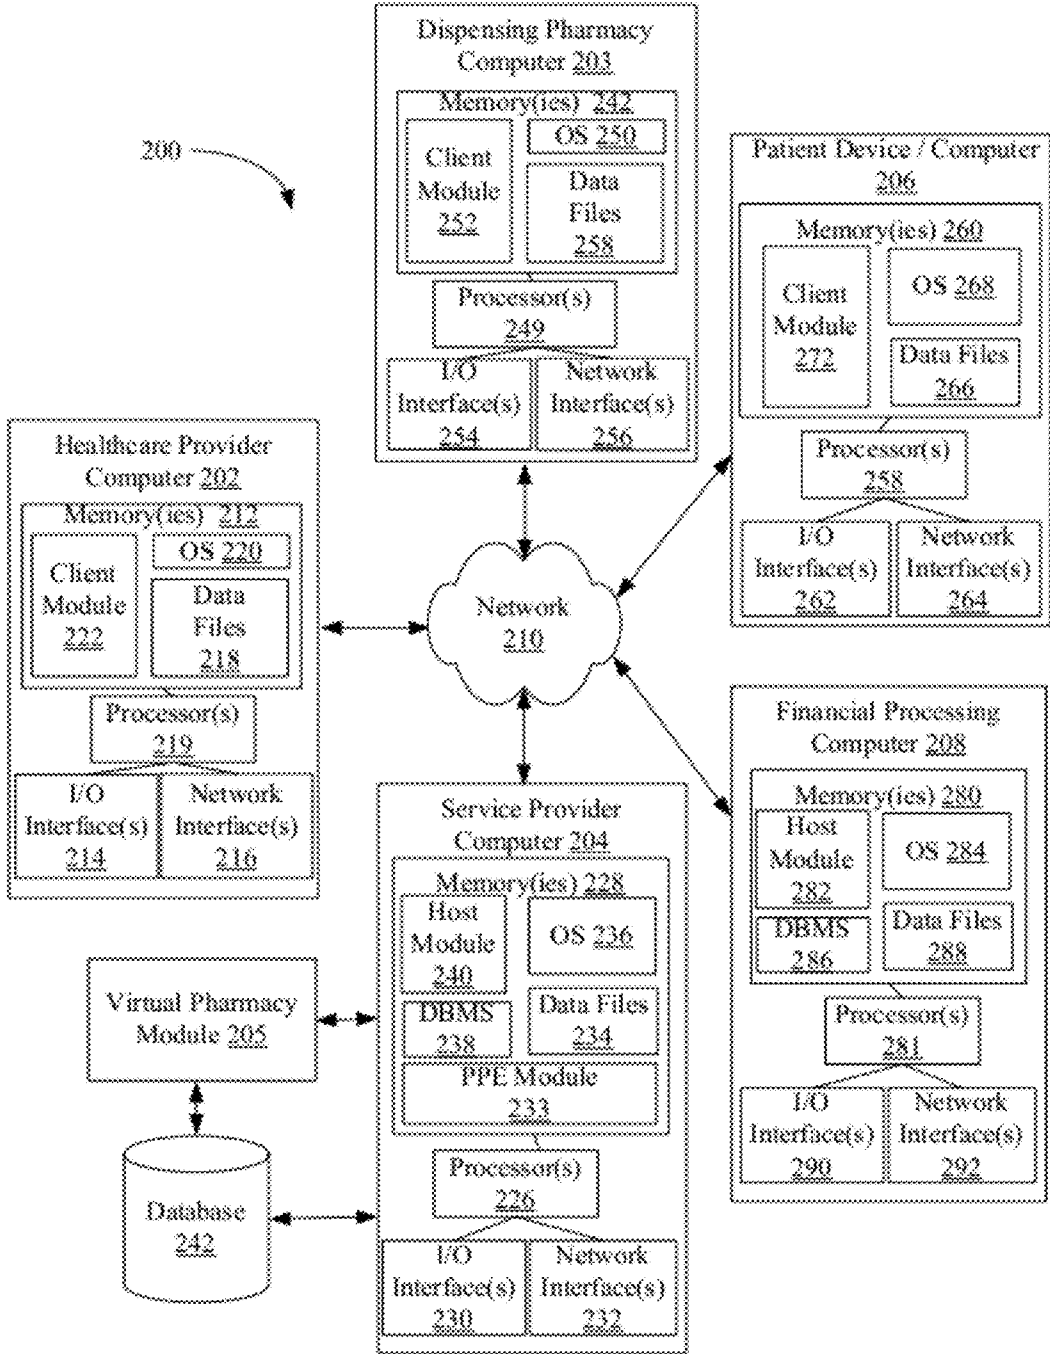 200
Dispensing Pharmacy
Computer 203
Memory(ies) 242
Client
Module
252
OS 250
Data
Files
258
Processor(s)
249
I/O
Interface(s)
254
Network
Interface(s)
256
Patient Device / Computer
206
Memory(ies) 260
Client
Module
272
OS 268
Data Files
266
Processor(s)
258
I/O
Interface(s)
262
Network
Interface(s)
264
Healthcare Provider
Computer 202
Memory(ies) 212
Client
Module
222
OS 220
Data
Files
218
Processor(s)
219
I/O
Interface(s)
214
Network
Interface(s)
216
Network
210
Financial Processing
Computer 208
Memory(ies) 280
Host
Module
282
OS 284
DBMS
286
Data Files
288
Processor(s)
281
I/O
Interface(s)
290
Network
Interface(s)
292
Service Provider
Computer 204
Memory(ies) 228
Host
Module
240
OS 236
DBMS
238
Data Files
234
PPE Module
233
Processor(s)
226
I/O
Interface(s)
230
Network
Interface(s)
232
Virtual Pharmacy
Module 205
Database
242